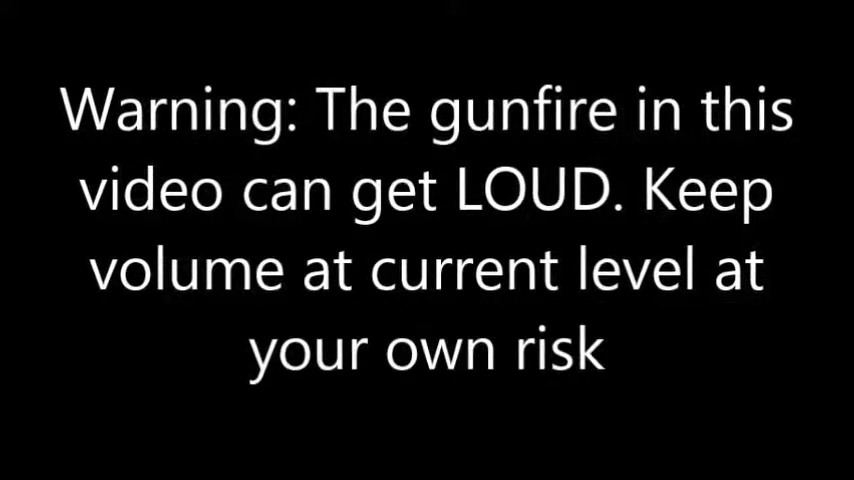 Warning: The gunfire in this
video can get LOUD. Keep
volume at current level at
your own risk